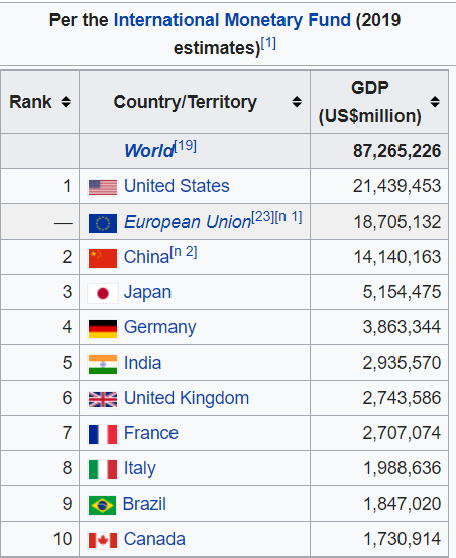 Per the International Monetary Fund (2019
estimates)[1]
Rank Country/Territory GDP
(US$million)
World[19] 87,265,226
1 United States 21,439,453
— European Union[23][n 1] 18,705,132
2 China[n 2] 14,140,163
3 Japan 5,154,475
4 Germany 3,863,344
5 India 2,935,570
6 United Kingdom 2,743,586
7 France 2,707,074
8 Italy 1,988,636
9 Brazil 1,847,020
10 Canada 1,730,914